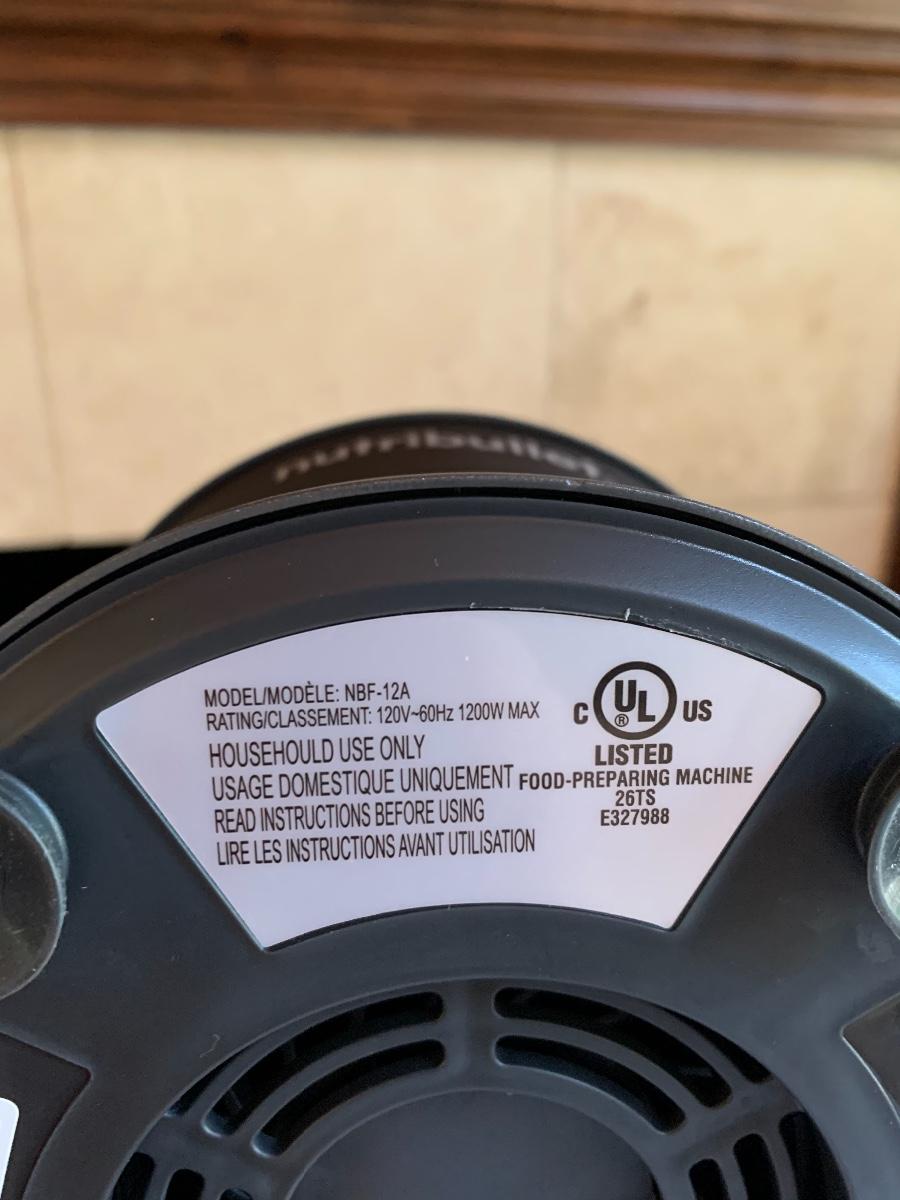 nutribullet
MODEL/MODÈLE: NBF-12A
RATING/CLASSEMENT: 120V~60Hz 1200W MAX
HOUSEHOULD USE ONLY
USAGE DOMESTIQUE UNIQUEMENT
READ INSTRUCTIONS BEFORE USING
LIRE LES INSTRUCTIONS AVANT UTILISATION
C UL ® US
LISTED
FOOD-PREPARING MACHINE
26TS
E327988